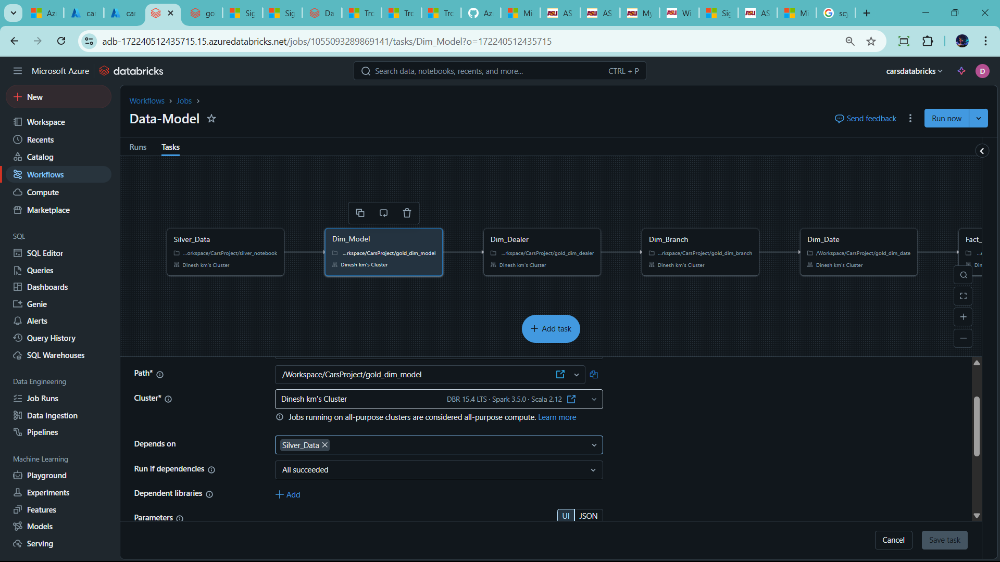 Az
car
car
go
Sig
Sig
Da
Tro
Tro
Tro
Az
Mi
AS
AS
My
Wi
Sig
AS
Mi
scy
adb-172240512435715.15.azuredatabricks.net/jobs/1055093289869141/tasks/Dim_Model?o=172240512435715
Microsoft Azure
databricks
Search data, notebooks, recents, and more...
CTRL + P
carsdatabricks
D
New
Workspace
Recents
Catalog
Workflows
Compute
Marketplace
SQL
SQL Editor
Queries
Dashboards
Genie
Alerts
Query History
SQL Warehouses
Data Engineering
Job Runs
Data Ingestion
Pipelines
Machine Learning
Playground
Experiments
Features
Models
Serving
Workflows › Jobs ›
Data-Model
Send feedback
Run now
Runs
Tasks
Silver_Data
...orkspace/CarsProject/silver_notebook
Dinesh km's Cluster
Dim_Model
...rkspace/CarsProject/gold_dim_model
Dinesh km's Cluster
Dim_Dealer
...rkspace/CarsProject/gold_dim_dealer
Dinesh km's Cluster
Dim_Branch
...rkspace/CarsProject/gold_dim_branch
Dinesh km's Cluster
Dim_Date
/Workspace/CarsProject/gold_dim_date
Dinesh km's Cluster
Fact_
Din
+ Add task
Path*
/Workspace/CarsProject/gold_dim_model
Cluster*
Dinesh km's Cluster
DBR 15.4 LTS · Spark 3.5.0 · Scala 2.12
Jobs running on all-purpose clusters are considered all-purpose compute. Learn more
Depends on
Silver_Data
Run if dependencies
All succeeded
Dependent libraries
+ Add
Parameters
UI
JSON
Cancel
Save task